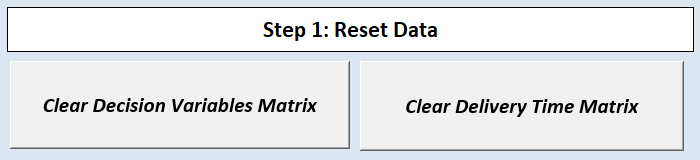 Step 1: Reset Data
Clear Decision Variables Matrix
Clear Delivery Time Matrix